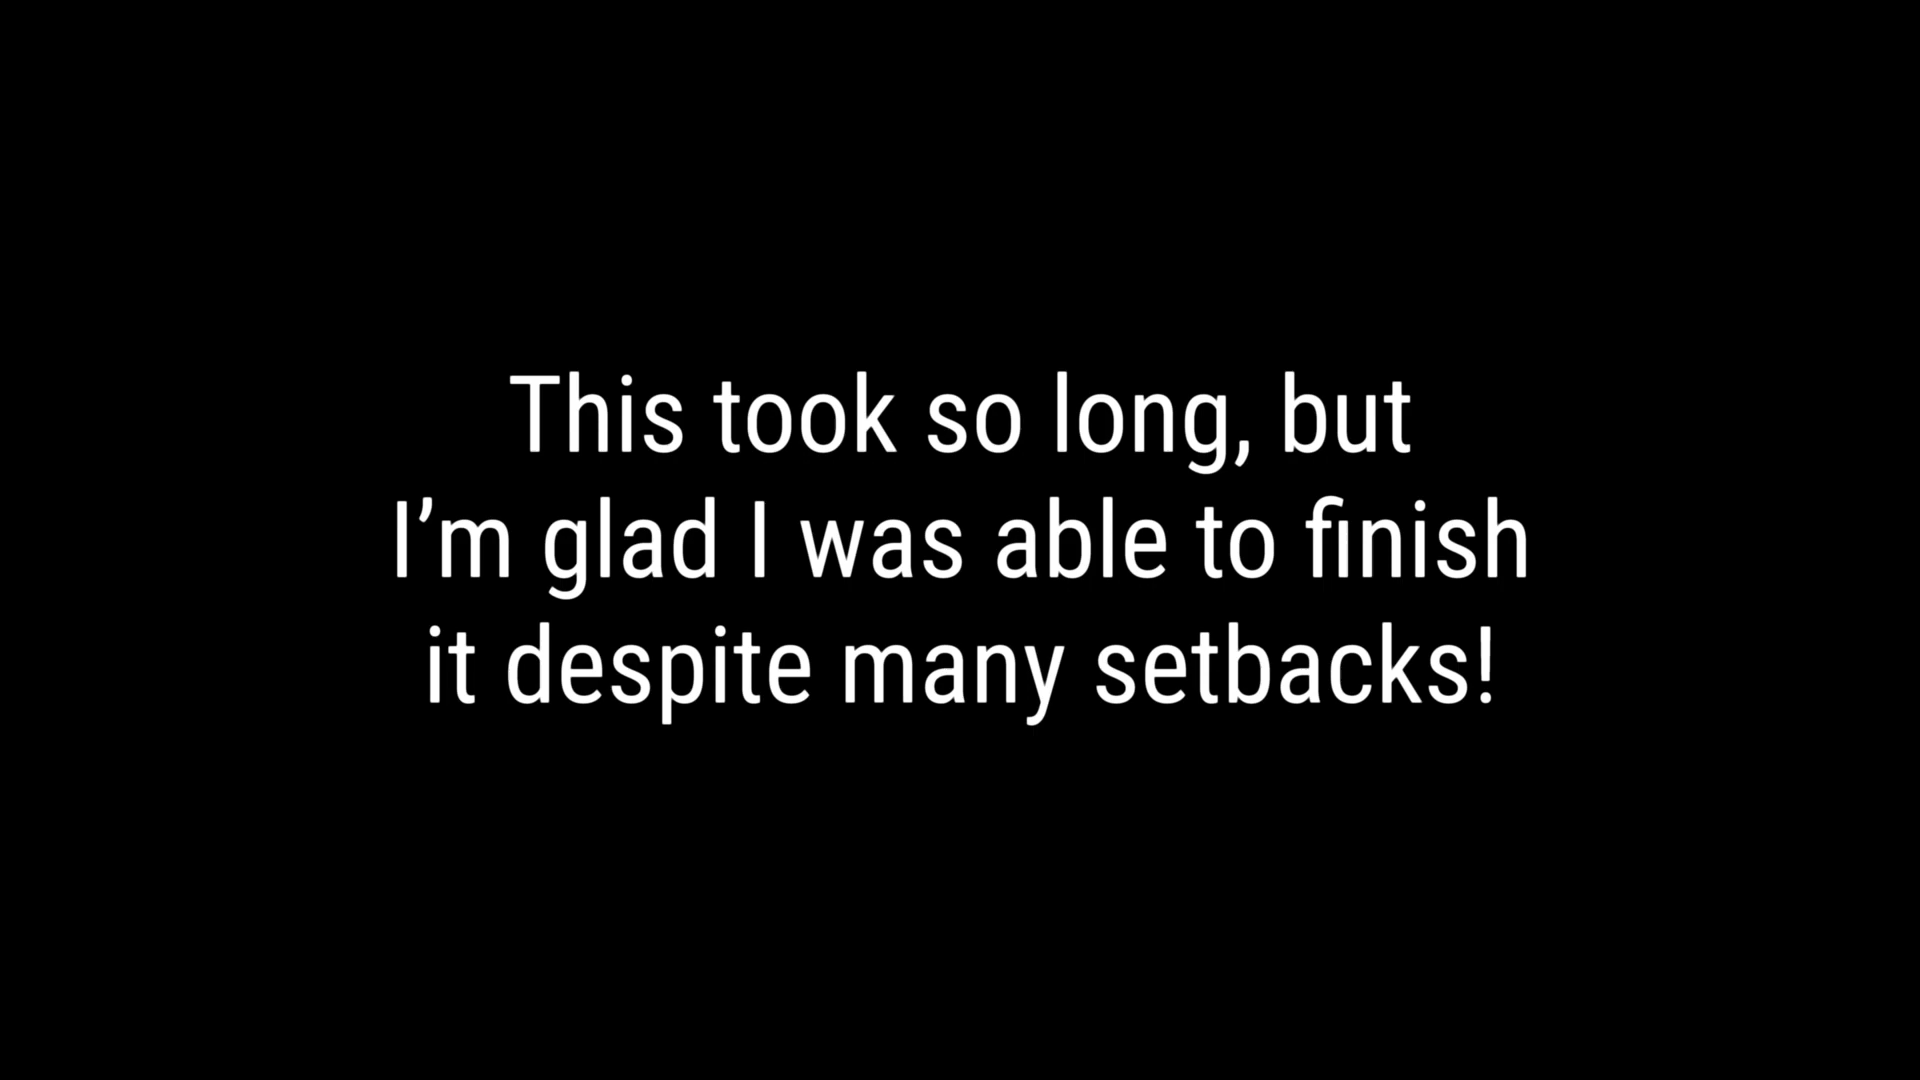 This took so long, but
I’m glad I was able to finish
it despite many setbacks!